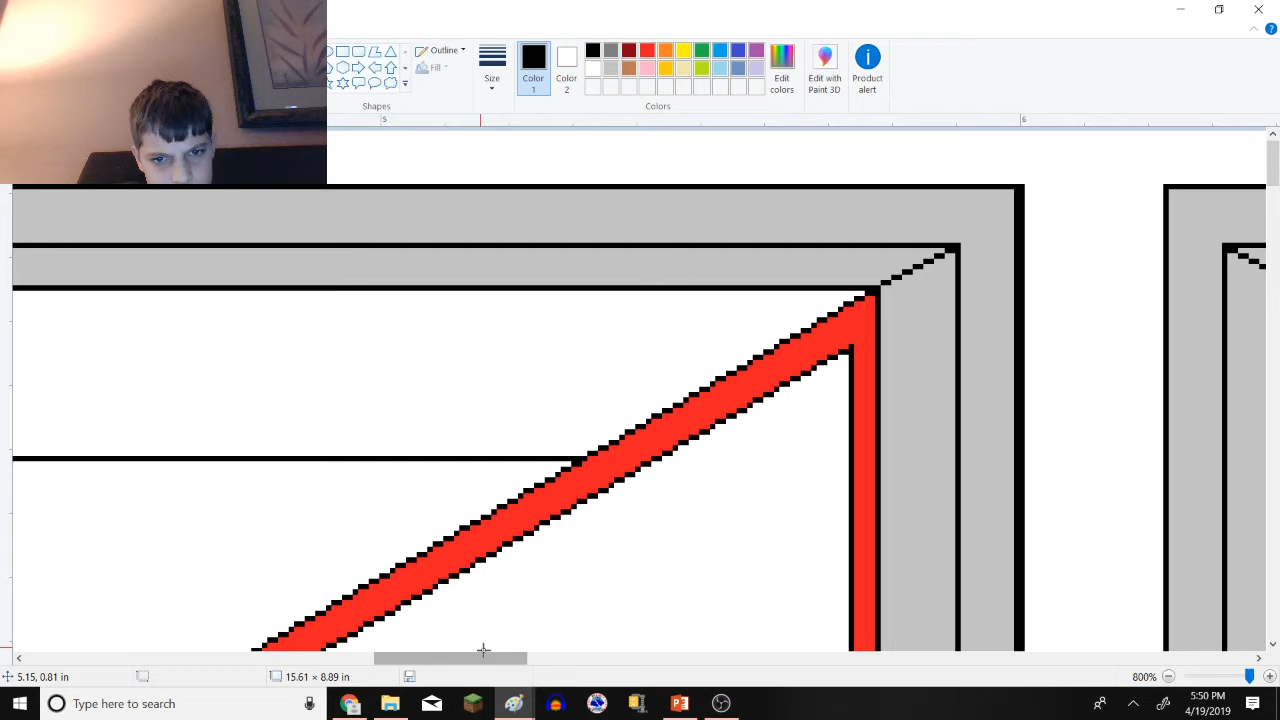 Outline
Fill
Shapes
Size
Color
1
Color
2
Edit
colors
Edit with
Paint 3D
Product
alert
Colors
5
6
5.15, 0.81 in
15.61 × 8.89 in
800%
Type here to search
5:50 PM
4/19/2019